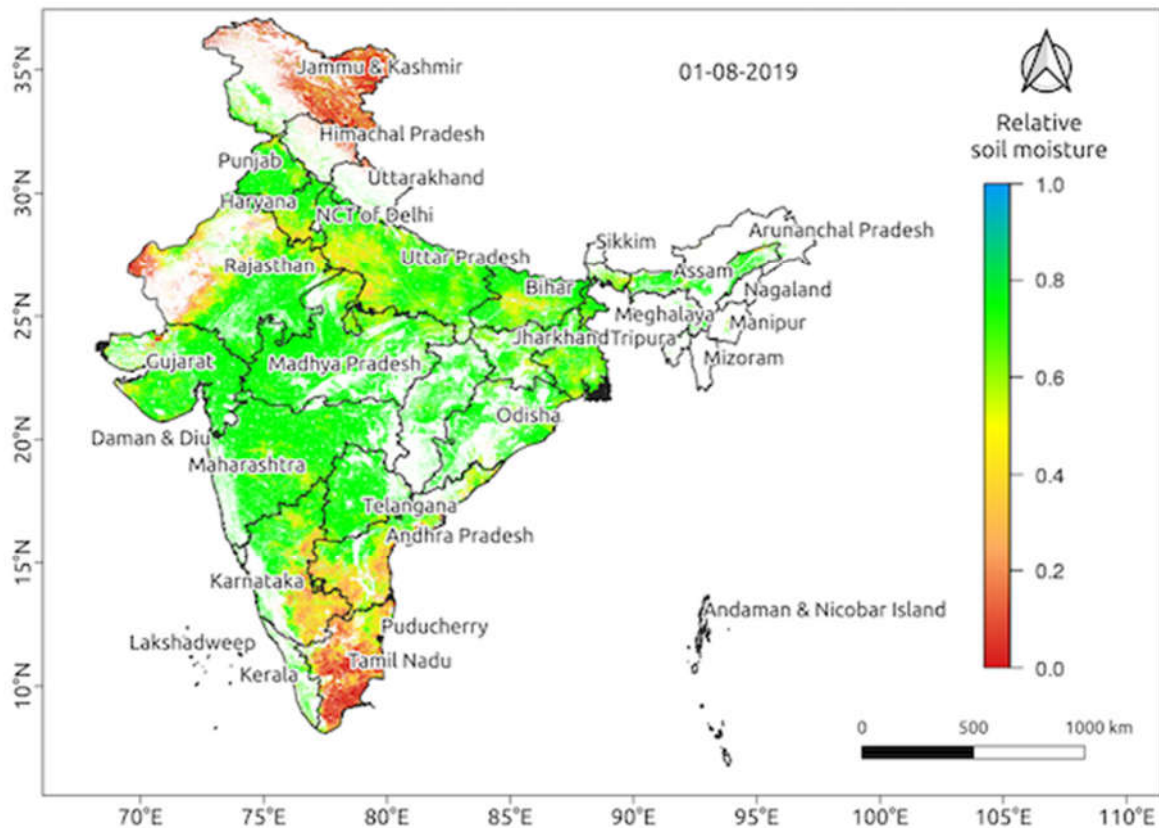 01-08-2019
Relative
soil moisture
1.0
0.8
0.6
0.4
0.2
0.0
35°N
30°N
25°N
20°N
15°N
10°N
Jammu & Kashmir
Himachal Pradesh
Punjab
Uttarakhand
Haryana
NCT of Delhi
Rajasthan
Uttar Pradesh
Sikkim
Arunanchal Pradesh
Assam
Bihar
Nagaland
Meghalaya
Manipur
Jharkhand
Tripura
Mizoram
Gujarat
Madhya Pradesh
Odisha
Daman & Diu
Maharashtra
Telangana
Andhra Pradesh
Karnataka
Andaman & Nicobar Island
Puducherry
Lakshadweep
Tamil Nadu
Kerala
0 500 1000 km
70°E 75°E 80°E 85°E 90°E 95°E 100°E 105°E 110°E